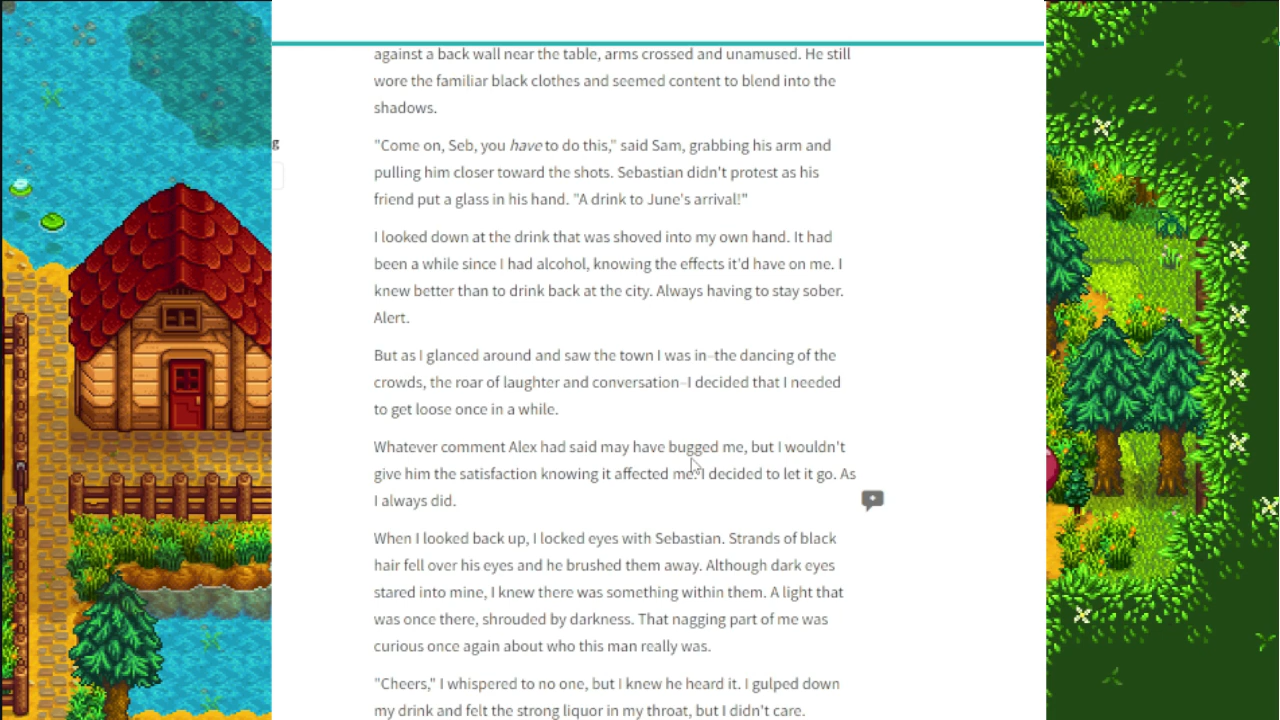 against a back wall near the table, arms crossed and unamused. He still
wore the familiar black clothes and seemed content to blend into the
shadows.
g
"Come on, Seb, you have to do this," said Sam, grabbing his arm and
pulling him closer toward the shots. Sebastian didn't protest as his
friend put a glass in his hand. "A drink to June's arrival!"
I looked down at the drink that was shoved into my own hand. It had
been a while since I had alcohol, knowing the effects it'd have on me. I
knew better than to drink back at the city. Always having to stay sober.
Alert.
But as I glanced around and saw the town I was in–the dancing of the
crowds, the roar of laughter and conversation–I decided that I needed
to get loose once in a while.
Whatever comment Alex had said may have bugged me, but I wouldn't
give him the satisfaction knowing it affected me. I decided to let it go. As
I always did.
When I looked back up, I locked eyes with Sebastian. Strands of black
hair fell over his eyes and he brushed them away. Although dark eyes
stared into mine, I knew there was something within them. A light that
was once there, shrouded by darkness. That nagging part of me was
curious once again about who this man really was.
"Cheers," I whispered to no one, but I knew he heard it. I gulped down
my drink and felt the strong liquor in my throat, but I didn't care.